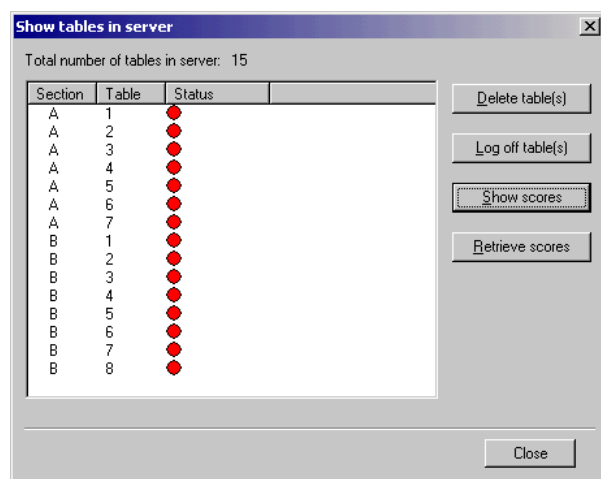 Show tables in server
Total number of tables in server: 15
Section Table Status
A 1
A 2
A 3
A 4
A 5
A 6
A 7
B 1
B 2
B 3
B 4
B 5
B 6
B 7
B 8
Delete table(s)
Log off table(s)
Show scores
Retrieve scores
Close